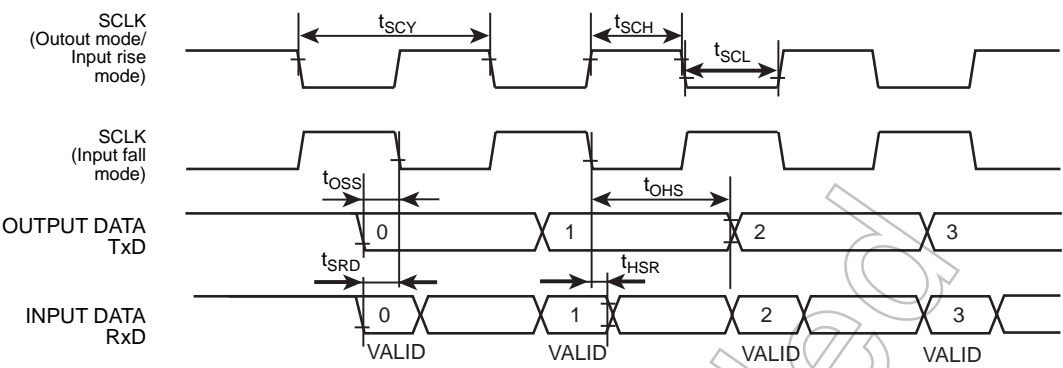 SCLK
(Outout mode/
Input rise
mode)
tSCY
tSCH
tSCL
SCLK
(Input fall
mode)
tOSS
tOHS
OUTPUT DATA
TxD
0
1
2
3
tSRD
tHSR
INPUT DATA
RxD
0
1
2
3
VALID
VALID
VALID
VALID